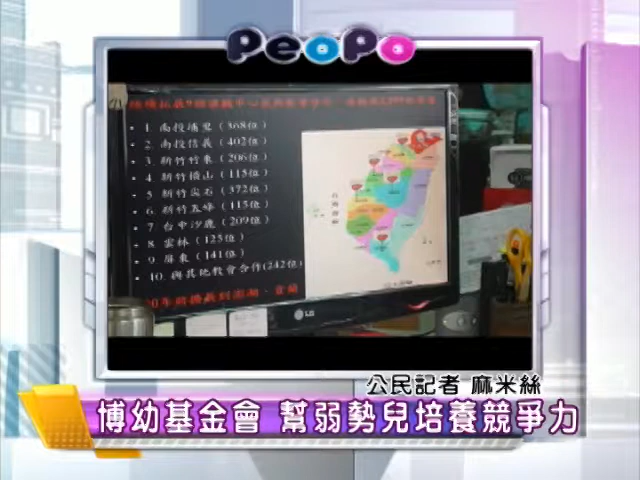 PeoPo
1. 南投埔里(368位)
2. 南投信義(402位)
3. 新竹竹東(206位)
4. 新竹橫山(115位)
5. 新竹尖石(372位)
6. 新竹五峰(115位)
7. 台中沙鹿(209位)
8. 雲林(125位)
9. 屏東(141位)
10. 與其他教會合作(242位)
LG
公民記者 麻米絲
博幼基金會 幫弱勢兒培養競爭力